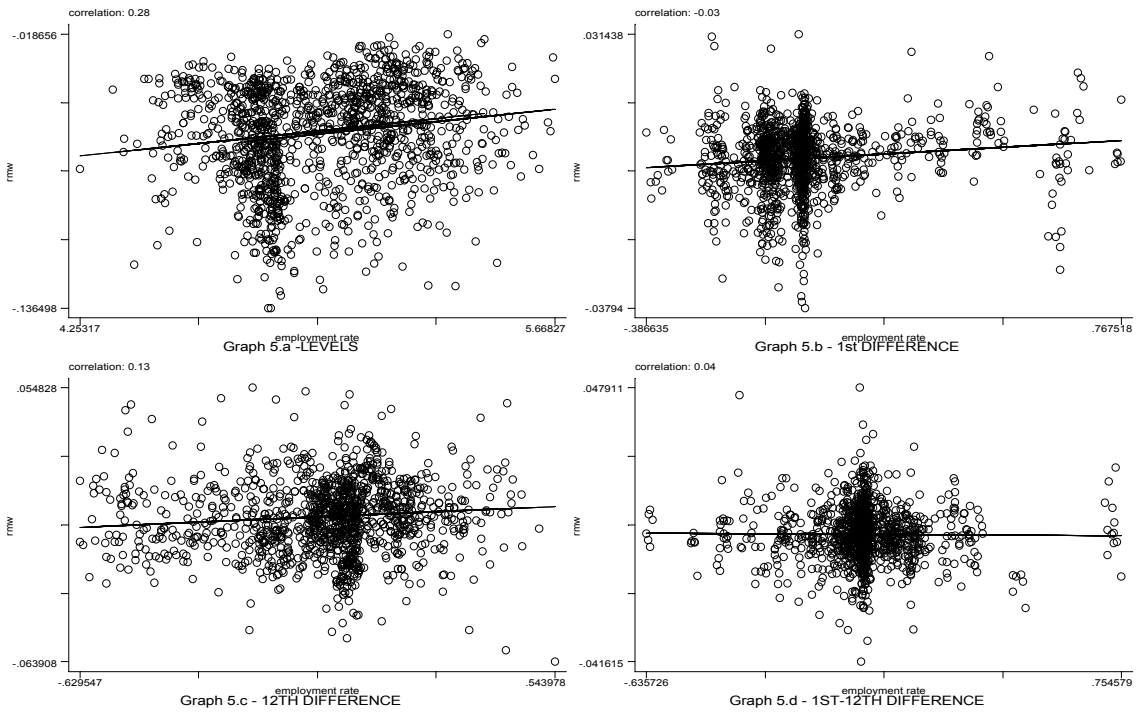 correlation: 0.28
-.018656
rmw
-.136498
4.25317
5.66827
employment rate
Graph 5.a -LEVELS
correlation: -0.03
.031438
rmw
-.03794
-.386635
.767518
employment rate
Graph 5.b - 1st DIFFERENCE
correlation: 0.13
.054828
rmw
-.063908
-.629547
.543978
employment rate
Graph 5.c - 12TH DIFFERENCE
correlation: 0.04
.047911
rmw
-.041615
-.635726
.754579
employment rate
Graph 5.d - 1ST-12TH DIFFERENCE